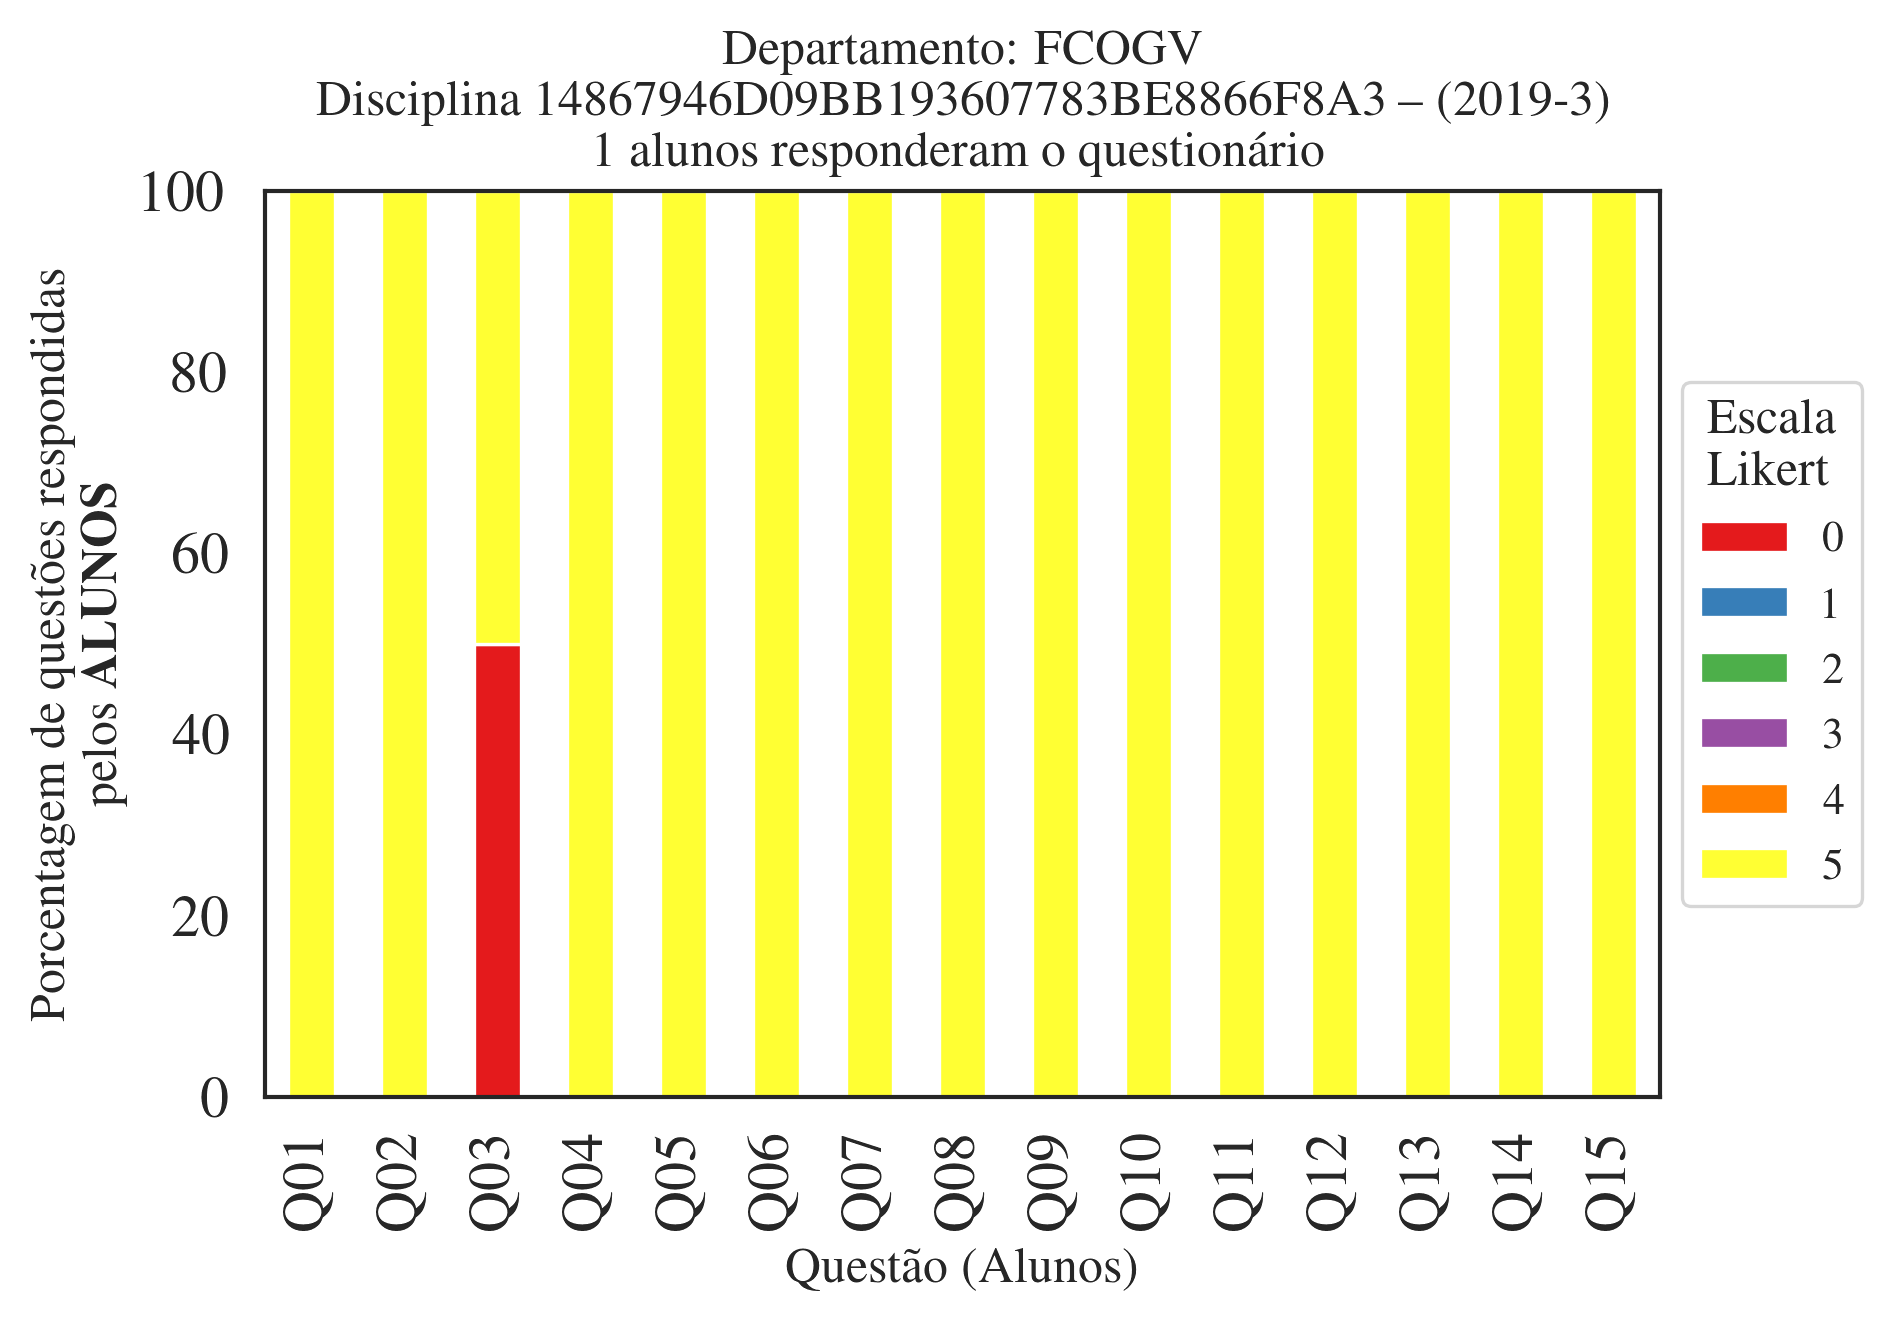 Departamento: FCOGV
Disciplina 14867946D09BB193607783BE8866F8A3 – (2019-3)
1 alunos responderam o questionário
Porcentagem de questões respondidas
pelos ALUNOS
100
80
60
40
20
0
Q01
Q02
Q03
Q04
Q05
Q06
Q07
Q08
Q09
Q10
Q11
Q12
Q13
Q14
Q15
Questão (Alunos)
Escala
Likert
0
1
2
3
4
5